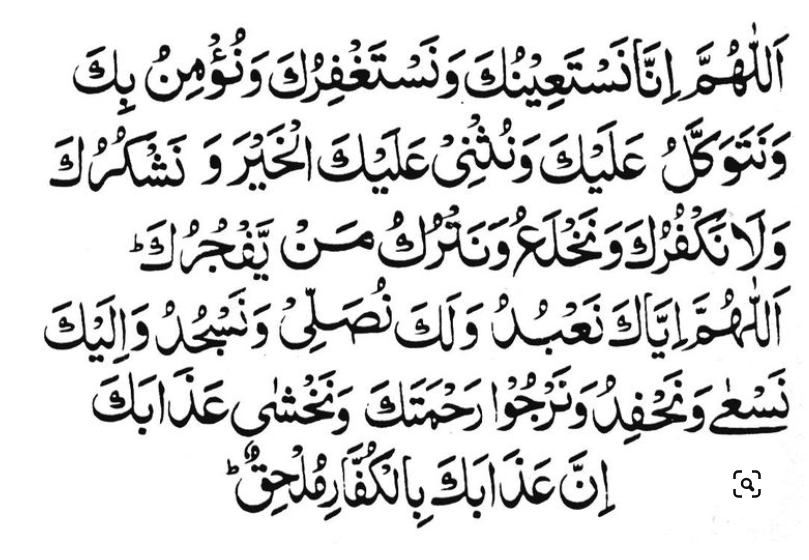 اَللّٰهُمَّ اِنَّا نَسْتَعِيْنُكَ وَنَسْتَغْفِرُكَ وَنُؤْمِنُ بِكَ
وَنَتَوَكَّلُ عَلَيْكَ وَنُثْنِىْ عَلَيْكَ الْخَيْرَ وَ نَشْكُرُكَ
وَلَا نَكْفُرُكَ وَنَخْلَعُ وَنَتْرُكُ مَنْ يَّفْجُرُكَ ؕ
اَللّٰهُمَّ اِيَّاكَ نَعْبُدُ وَلَكَ نُصَلِّىْ وَنَسْجُدُ وَاِلَيْكَ
نَسْعٰى وَنَحْفِدُ وَنَرْجُوْا رَحْمَتَكَ وَنَخْشٰى عَذَابَكَ
اِنَّ عَذَابَكَ بِالْكُفَّارِ مُلْحِقٌ ؕ